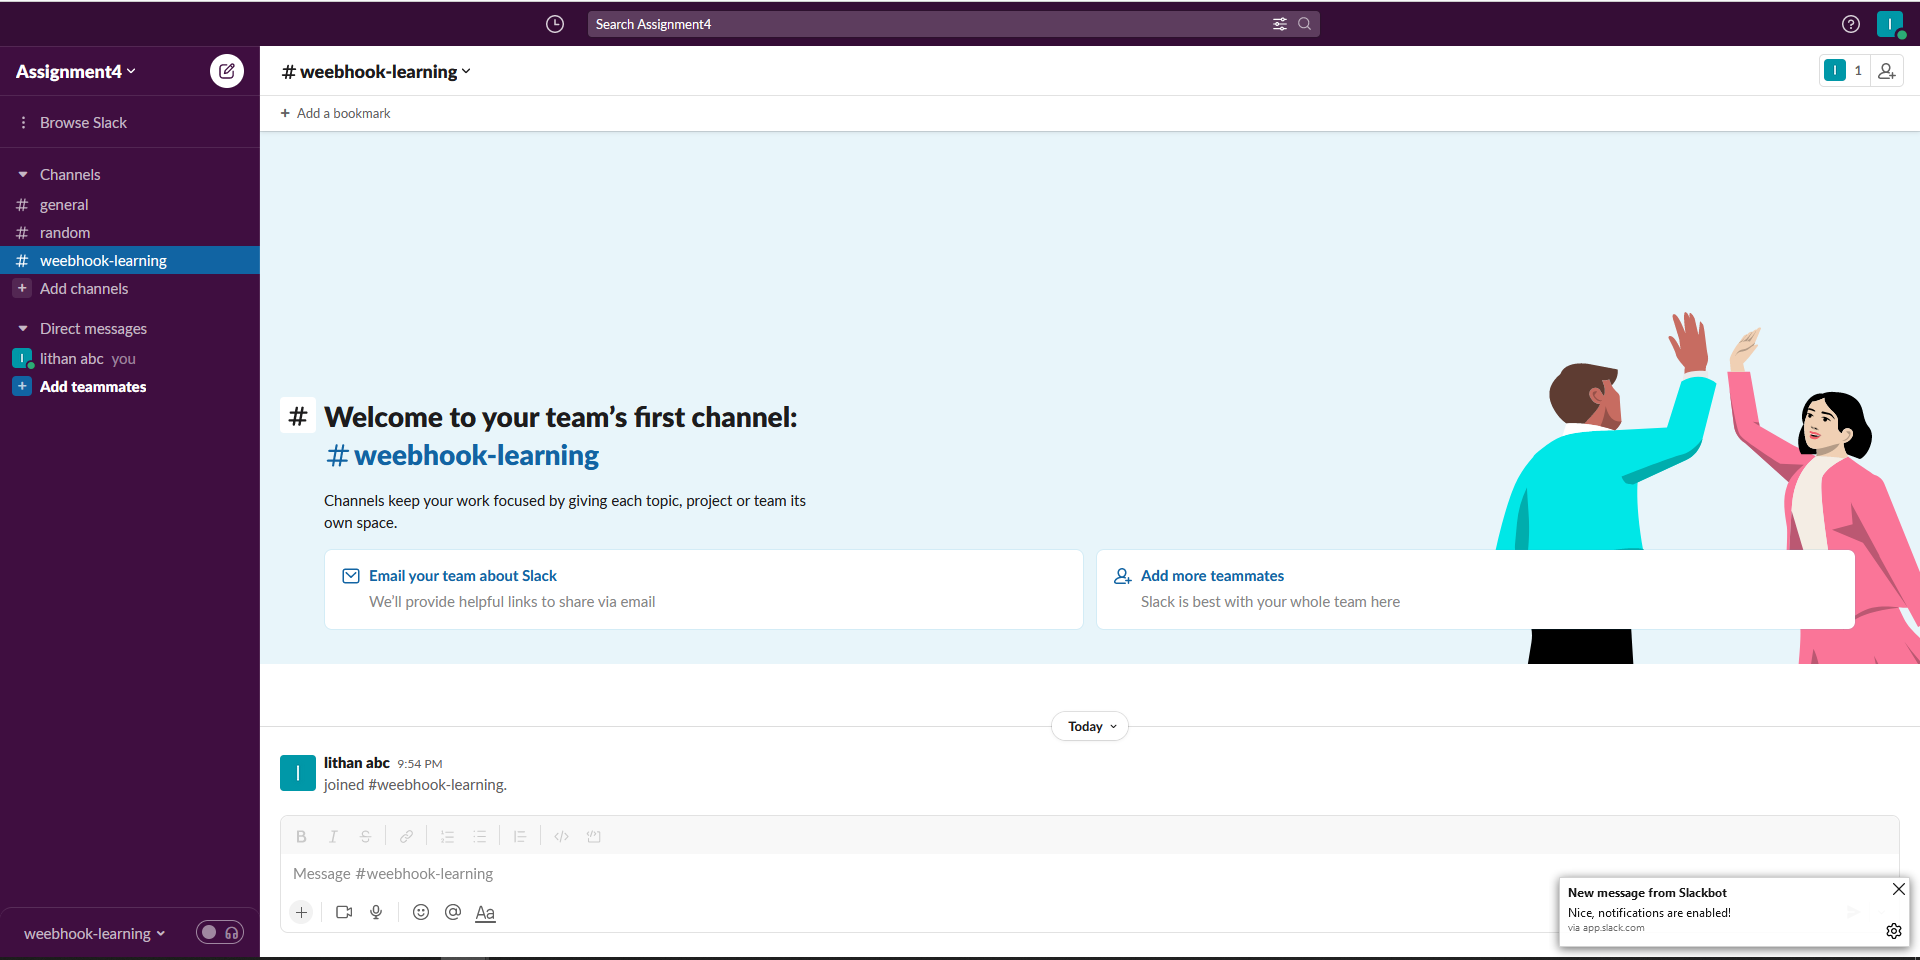 Search Assignment4
Assignment4
# weebhook-learning
1
Browse Slack
+ Add a bookmark
Channels
# general
# random
# weebhook-learning
+ Add channels
Direct messages
lithan abc you
+ Add teammates
# Welcome to your team’s first channel:
# weebhook-learning
Channels keep your work focused by giving each topic, project or team its
own space.
Email your team about Slack
We’ll provide helpful links to share via email
Add more teammates
Slack is best with your whole team here
Today
lithan abc 9:54 PM
joined #weebhook-learning.
B I S
Message #weebhook-learning
+ @ Aa
New message from Slackbot
Nice, notifications are enabled!
via app.slack.com
weebhook-learning